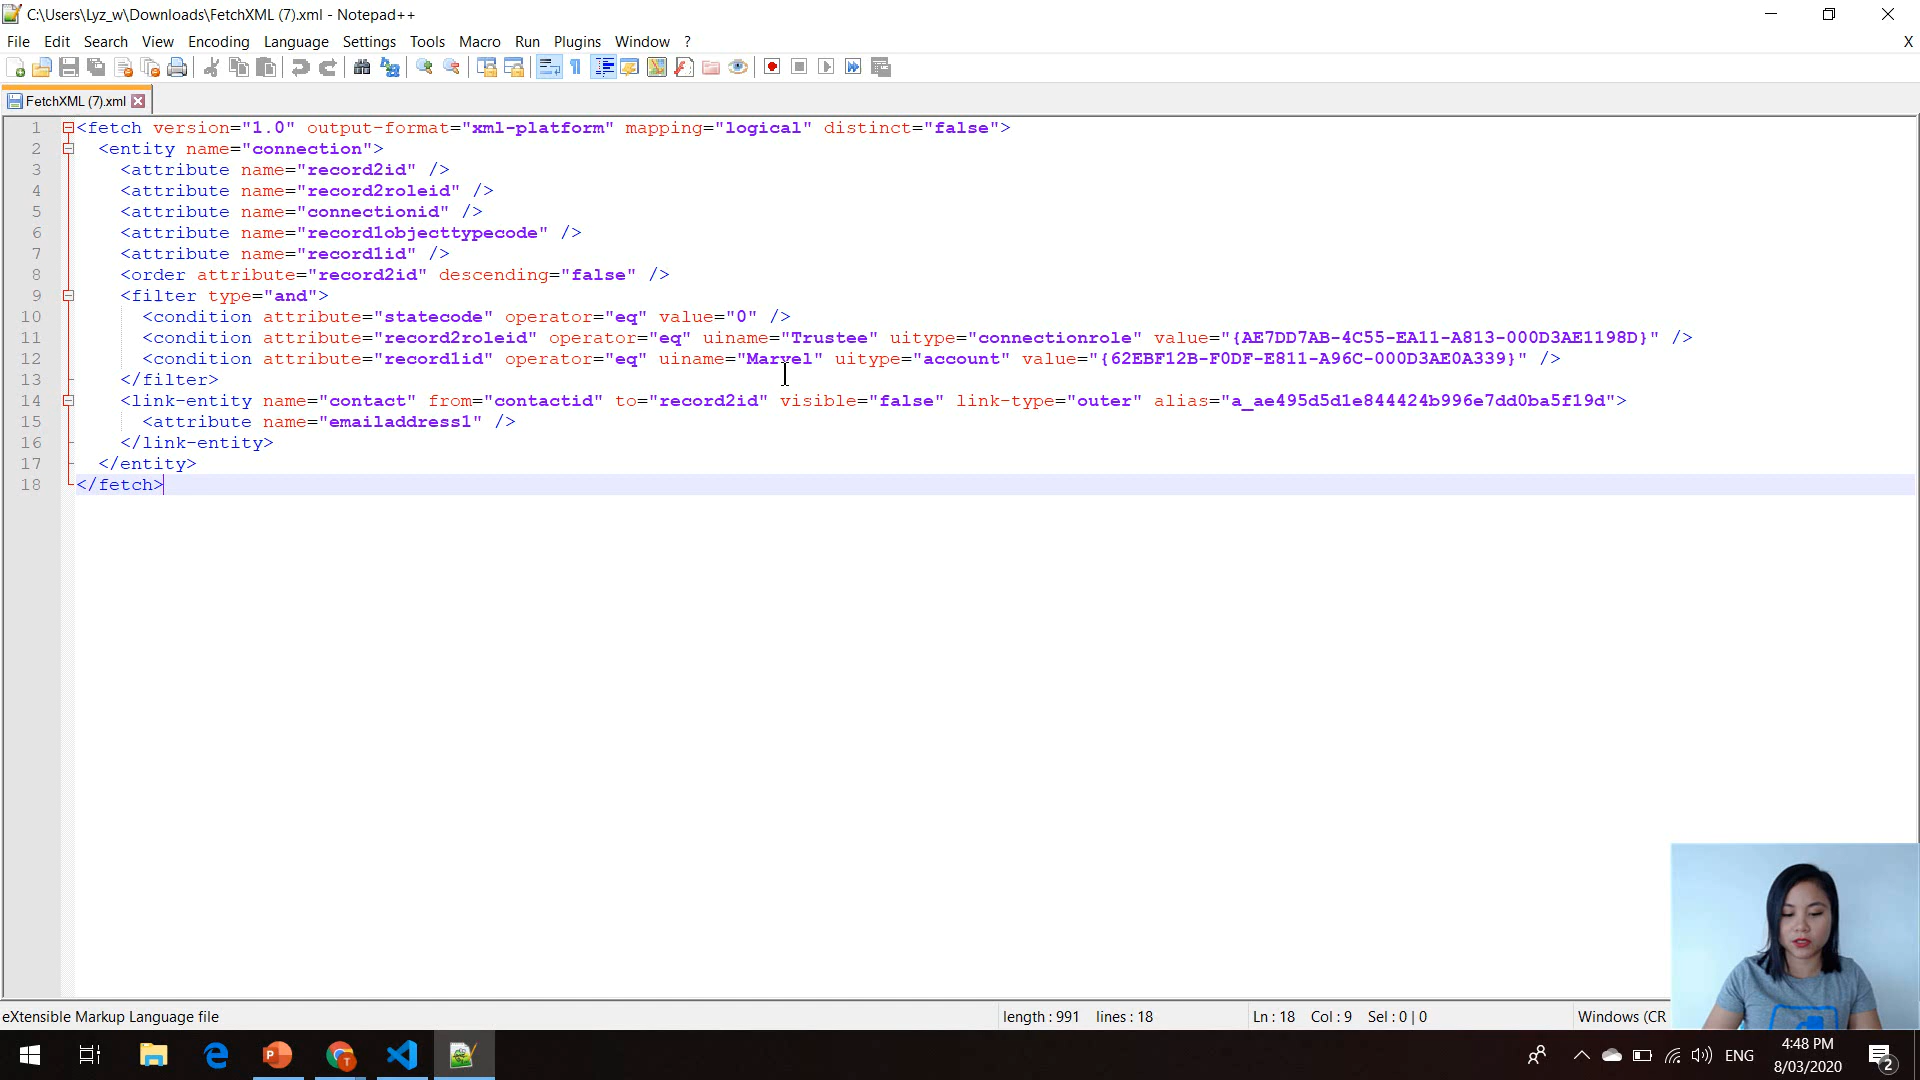 C:\Users\Lyz_w\Downloads\FetchXML (7).xml - Notepad++
File Edit Search View Encoding Language Settings Tools Macro Run Plugins Window ? X
FetchXML (7).xml
1 <fetch version="1.0" output-format="xml-platform" mapping="logical" distinct="false">
2 <entity name="connection">
3 <attribute name="record2id" />
4 <attribute name="record2roleid" />
5 <attribute name="connectionid" />
6 <attribute name="record1objecttypecode" />
7 <attribute name="record1id" />
8 <order attribute="record2id" descending="false" />
9 <filter type="and">
10 <condition attribute="statecode" operator="eq" value="0" />
11 <condition attribute="record2roleid" operator="eq" uiname="Trustee" uitype="connectionrole" value="{AE7DD7AB-4C55-EA11-A813-000D3AE1198D}" />
12 <condition attribute="record1id" operator="eq" uiname="Marvel" uitype="account" value="{62EBF12B-F0DF-E811-A96C-000D3AE0A339}" />
13 </filter>
14 <link-entity name="contact" from="contactid" to="record2id" visible="false" link-type="outer" alias="a_ae495d5d1e844424b996e7dd0ba5f19d">
15 <attribute name="emailaddress1" />
16 </link-entity>
17 </entity>
18 </fetch>
eXtensible Markup Language file length : 991 lines : 18 Ln : 18 Col : 9 Sel : 0 | 0 Windows (CR
ENG 4:48 PM
8/03/2020 2